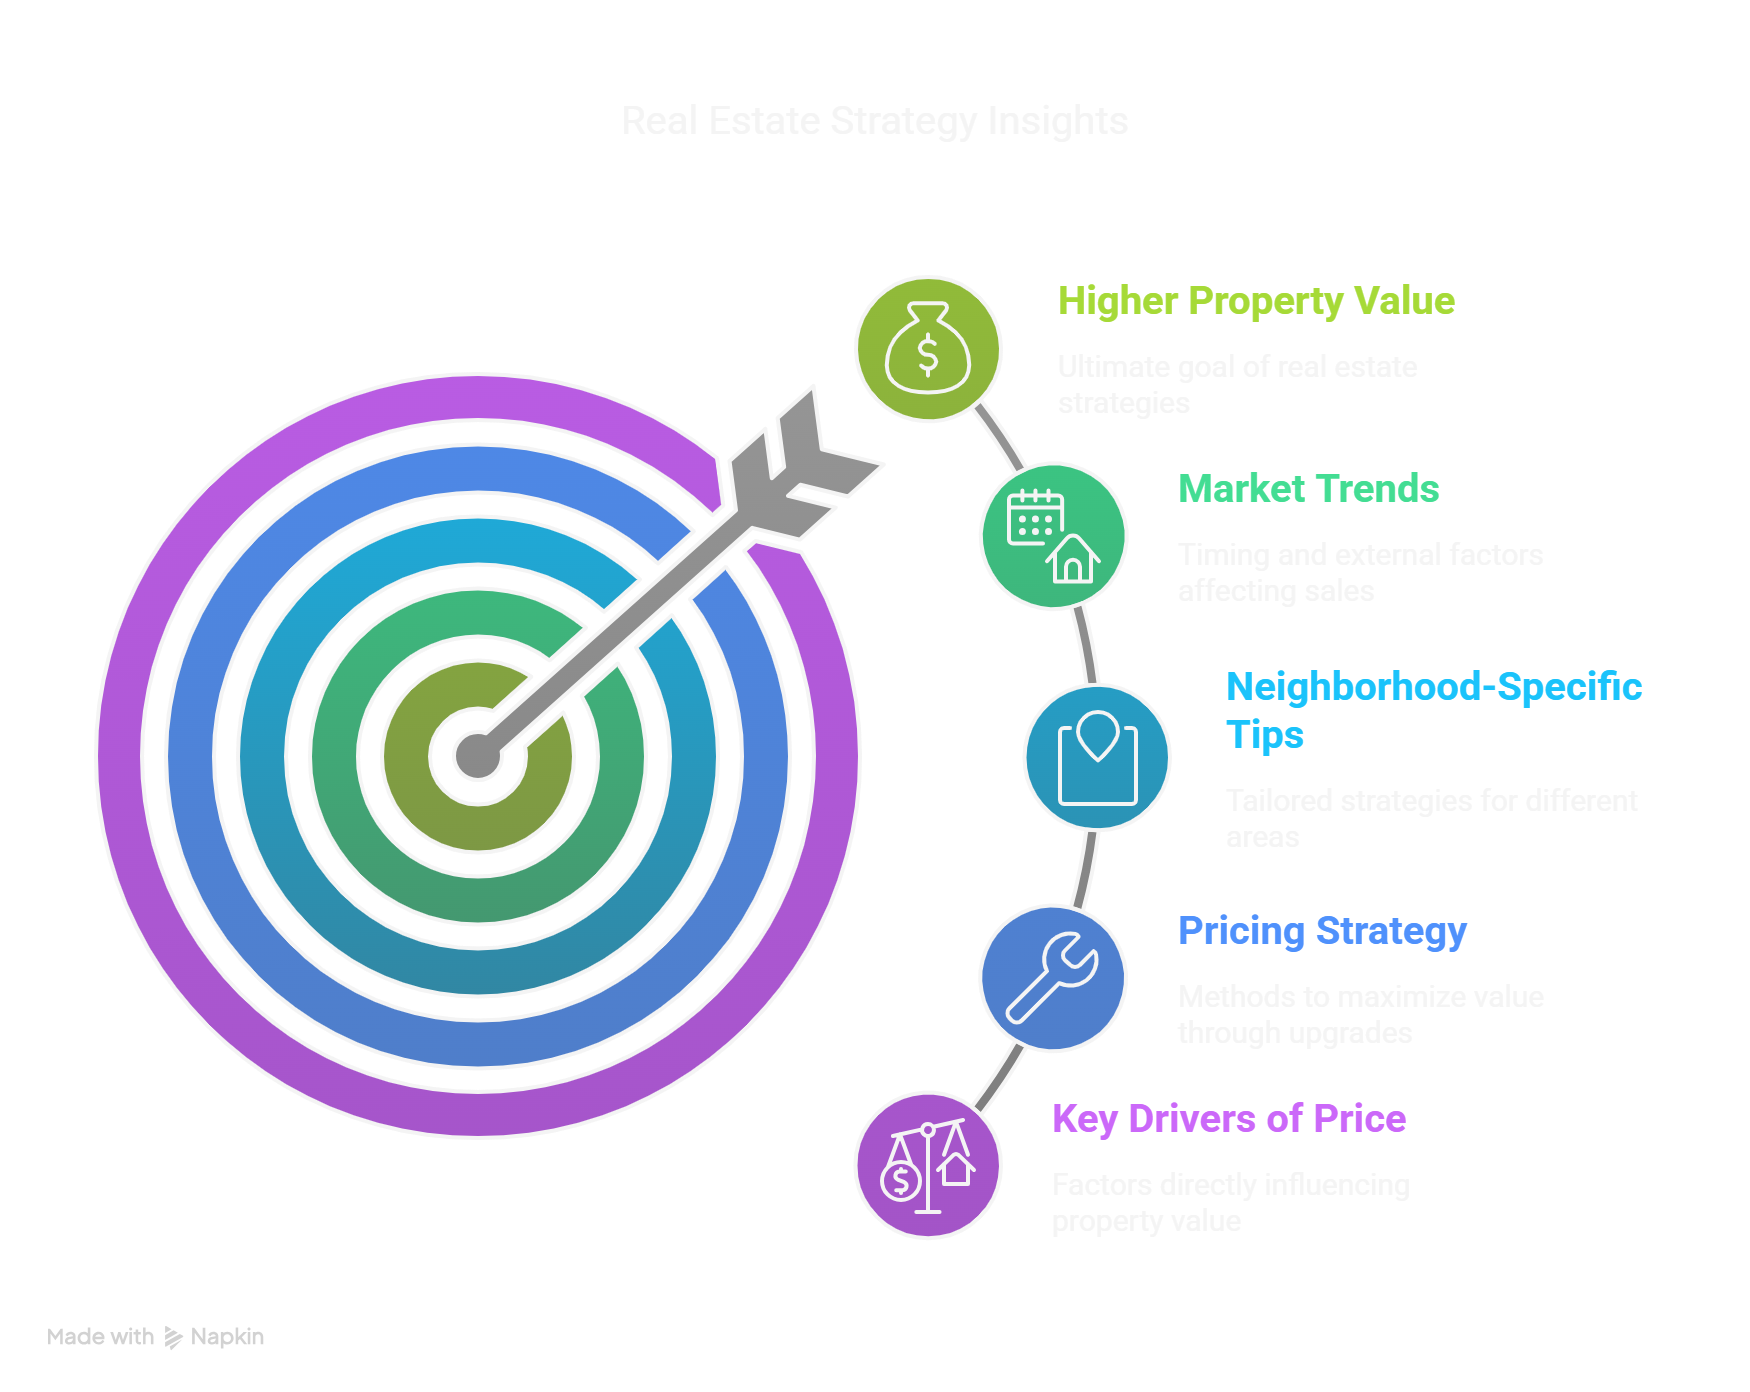 Real Estate Strategy Insights
Higher Property Value
Ultimate goal of real estate
strategies
Market Trends
Timing and external factors
affecting sales
Neighborhood-Specific
Tips
Tailored strategies for different
areas
Pricing Strategy
Methods to maximize value
through upgrades
Key Drivers of Price
Factors directly influencing
property value
Made with Napkin